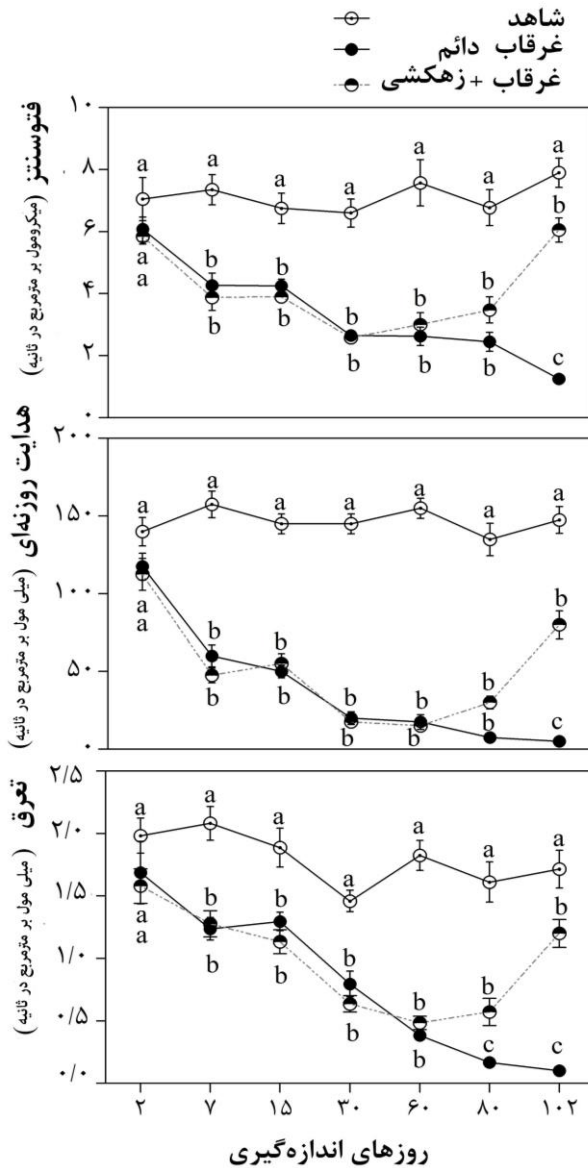 شاهد
غرقاب دائم
غرقاب + زهکشی
فتوسنتز (میکرومول بر مترمربع در ثانیه)
۱۰
۸
۶
۴
۲
۰
a a a a a a a
b b b b b b
a b
a b b b b b c
هدایت روزنه‌ای (میلی مول بر مترمربع در ثانیه)
۲۰۰
۱۵۰
۱۰۰
۵۰
۰
a a a a a a a
a b b b b b b
a b b b b b c
تعرق (میلی مول بر مترمربع در ثانیه)
۲/۵
۲/۰
۱/۵
۱/۰
۰/۵
۰/۰
a a a a a a a
a b b b b b b
a b b b b c c
۲ ۷ ۱۵ ۳۰ ۶۰ ۸۰ ۱۰۲
روزهای اندازه‌گیری